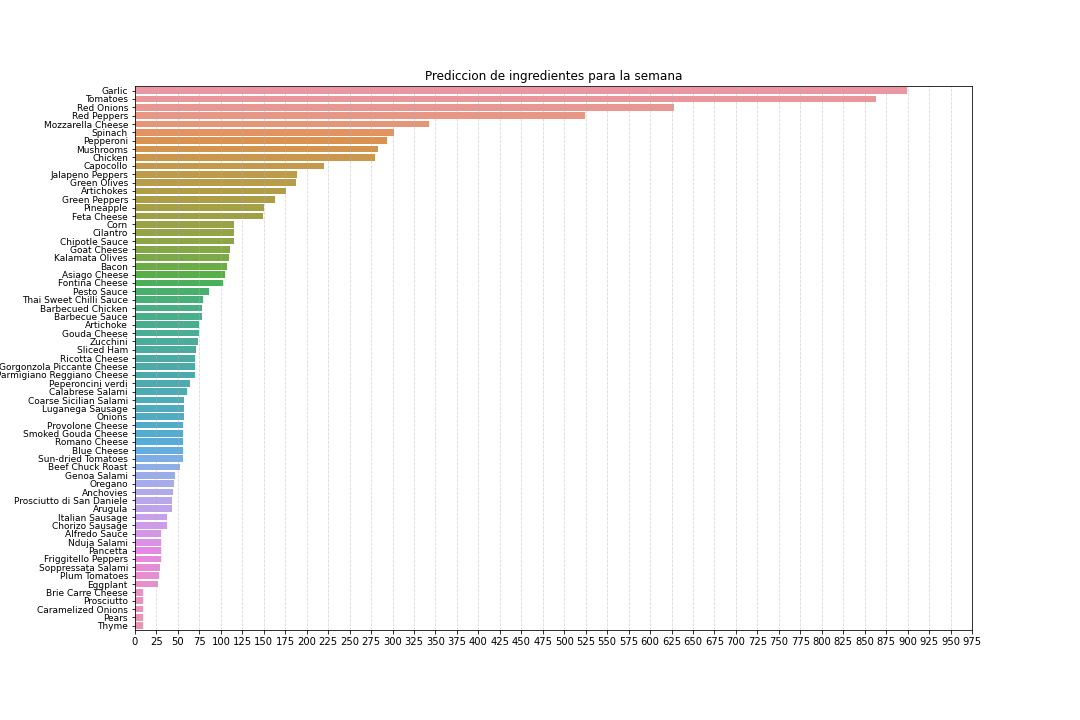 Prediccion de ingredientes para la semana
Garlic
Tomatoes
Red Onions
Red Peppers
Mozzarella Cheese
Spinach
Pepperoni
Mushrooms
Chicken
Capocollo
Jalapeno Peppers
Green Olives
Artichokes
Green Peppers
Pineapple
Feta Cheese
Corn
Cilantro
Chipotle Sauce
Goat Cheese
Kalamata Olives
Bacon
Asiago Cheese
Fontina Cheese
Pesto Sauce
Thai Sweet Chilli Sauce
Barbecued Chicken
Barbecue Sauce
Artichoke
Gouda Cheese
Zucchini
Sliced Ham
Ricotta Cheese
Gorgonzola Piccante Cheese
Parmigiano Reggiano Cheese
Peperoncini verdi
Calabrese Salami
Coarse Sicilian Salami
Luganega Sausage
Onions
Provolone Cheese
Smoked Gouda Cheese
Romano Cheese
Blue Cheese
Sun-dried Tomatoes
Beef Chuck Roast
Genoa Salami
Oregano
Anchovies
Prosciutto di San Daniele
Arugula
Italian Sausage
Chorizo Sausage
Alfredo Sauce
Nduja Salami
Pancetta
Friggitello Peppers
Soppressata Salami
Plum Tomatoes
Eggplant
Brie Carre Cheese
Prosciutto
Caramelized Onions
Pears
Thyme
0 25 50 75 100 125 150 175 200 225 250 275 300 325 350 375 400 425 450 475 500 525 550 575 600 625 650 675 700 725 750 775 800 825 850 875 900 925 950 975